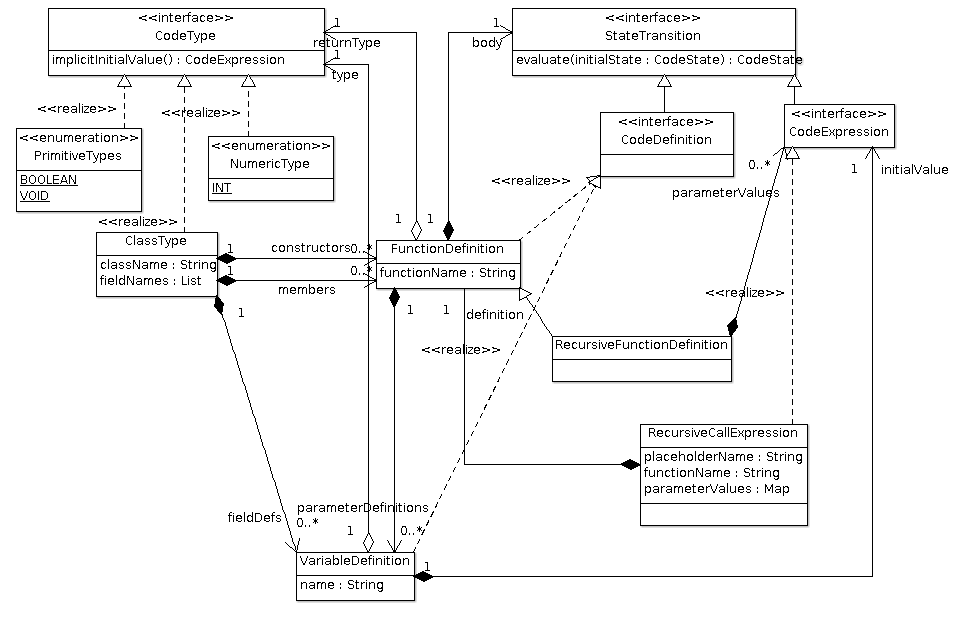 <<interface>>
CodeType
implicitInitialValue() : CodeExpression
1
returnType
1
type
1
body
<<interface>>
StateTransition
evaluate(initialState : CodeState) : CodeState
<<realize>>
<<realize>>
<<enumeration>>
PrimitiveTypes
BOOLEAN
VOID
<<enumeration>>
NumericType
INT
<<interface>>
CodeDefinition
<<interface>>
CodeExpression
0..*
1
initialValue
<<realize>>
parameterValues
<<realize>>
1
1
ClassType
className : String
fieldNames : List
1
constructors
0..*
1
0..*
members
FunctionDefinition
functionName : String
1
1
1
definition
<<realize>>
<<realize>>
RecursiveFunctionDefinition
RecursiveCallExpression
placeholderName : String
functionName : String
parameterValues : Map
fieldDefs
0..*
parameterDefinitions
1
0..*
VariableDefinition
name : String
1